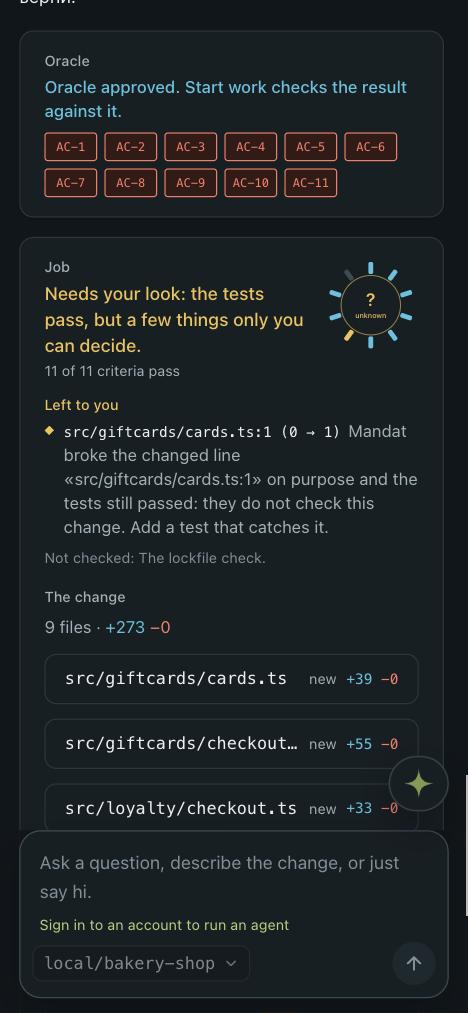 верни.
Oracle
Oracle approved. Start work checks the result
against it.
AC-1 AC-2 AC-3 AC-4 AC-5 AC-6
AC-7 AC-8 AC-9 AC-10 AC-11
Job
Needs your look: the tests
pass, but a few things only you
can decide.
?
unknown
11 of 11 criteria pass
Left to you
src/giftcards/cards.ts:1 (0 → 1) Mandat
broke the changed line
«src/giftcards/cards.ts:1» on purpose and the
tests still passed: they do not check this
change. Add a test that catches it.
Not checked: The lockfile check.
The change
9 files · +273 −0
src/giftcards/cards.ts new +39 −0
src/giftcards/checkout… new +55 −0
src/loyalty/checkout.ts new +33 −0
Ask a question, describe the change, or just
say hi.
Sign in to an account to run an agent
local/bakery-shop